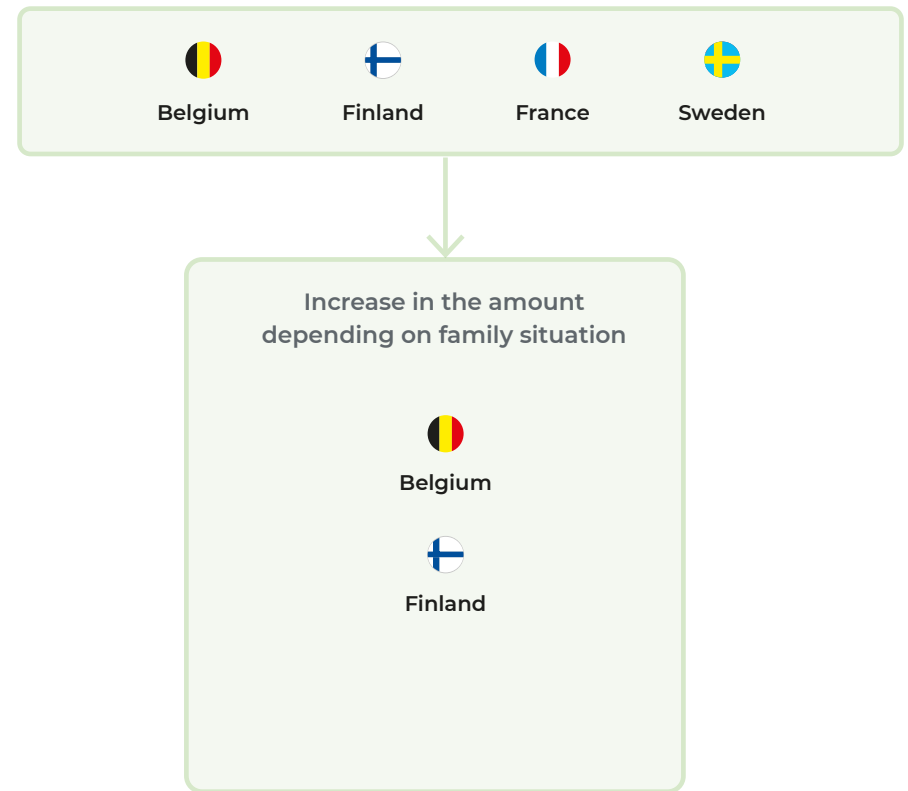 Belgium Finland France Sweden
Increase in the amount
depending on family situation
Belgium
Finland